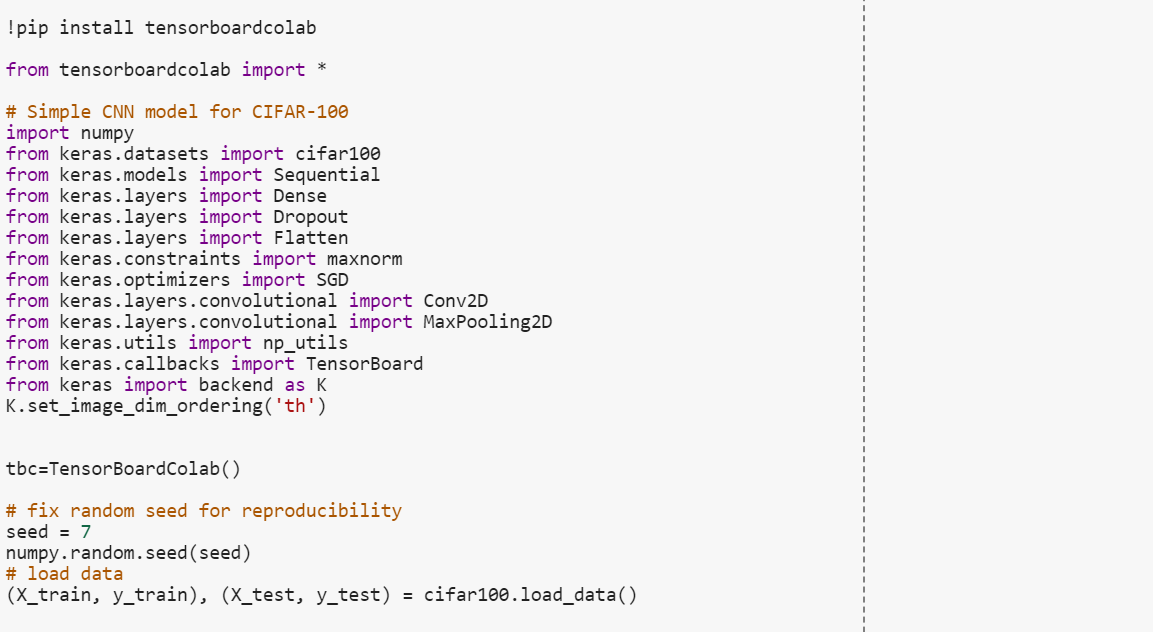 !pip install tensorboardcolab
from tensorboardcolab import *
# Simple CNN model for CIFAR-100
import numpy
from keras.datasets import cifar100
from keras.models import Sequential
from keras.layers import Dense
from keras.layers import Dropout
from keras.layers import Flatten
from keras.constraints import maxnorm
from keras.optimizers import SGD
from keras.layers.convolutional import Conv2D
from keras.layers.convolutional import MaxPooling2D
from keras.utils import np_utils
from keras.callbacks import TensorBoard
from keras import backend as K
K.set_image_dim_ordering('th')
tbc=TensorBoardColab()
# fix random seed for reproducibility
seed = 7
numpy.random.seed(seed)
# load data
(X_train, y_train), (X_test, y_test) = cifar100.load_data()